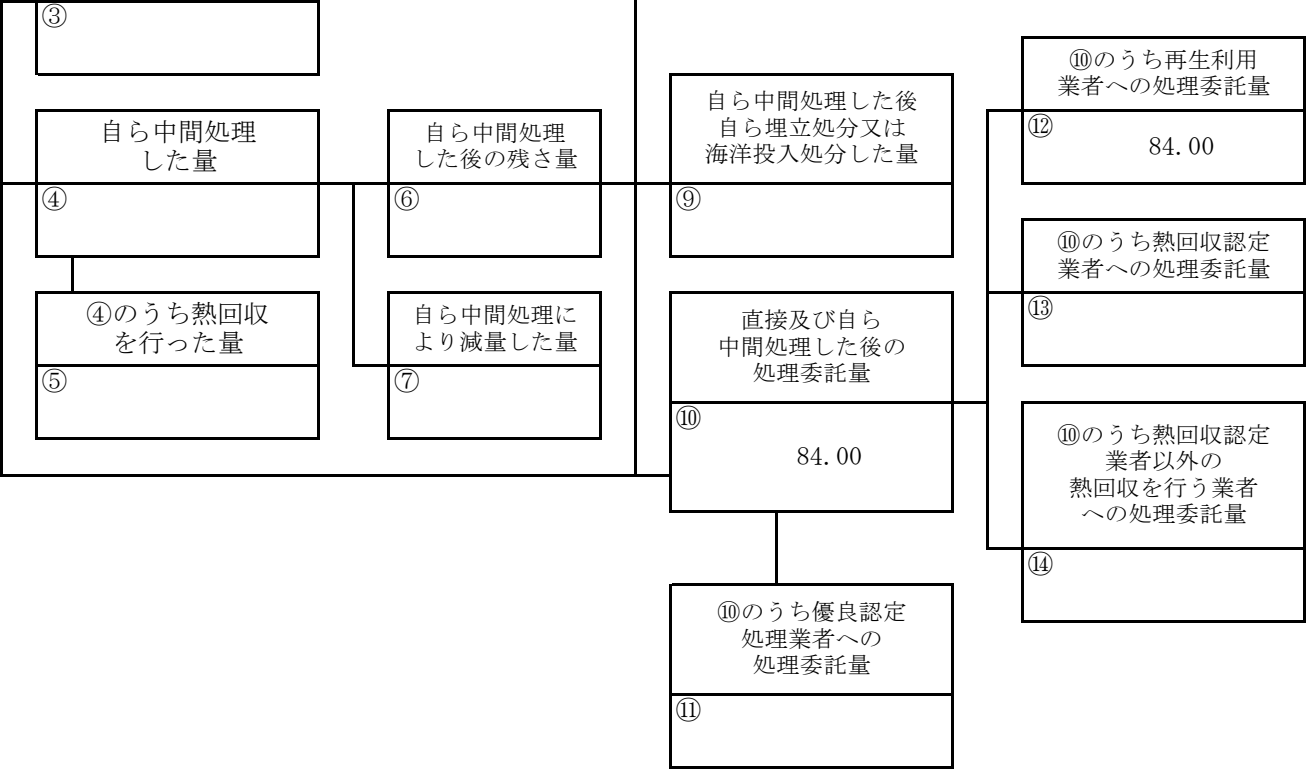 ③
自ら中間処理
した量
④
④のうち熱回収
を行った量
⑤
自ら中間処理
した後の残さ量
⑥
自ら中間処理に
より減量した量
⑦
自ら中間処理した後
自ら埋立処分又は
海洋投入処分した量
⑨
直接及び自ら
中間処理した後の
処理委託量
⑩
84.00
⑩のうち優良認定
処理業者への
処理委託量
⑪
⑩のうち再生利用
業者への処理委託量
⑫
84.00
⑩のうち熱回収認定
業者への処理委託量
⑬
⑩のうち熱回収認定
業者以外の
熱回収を行う業者
への処理委託量
⑭